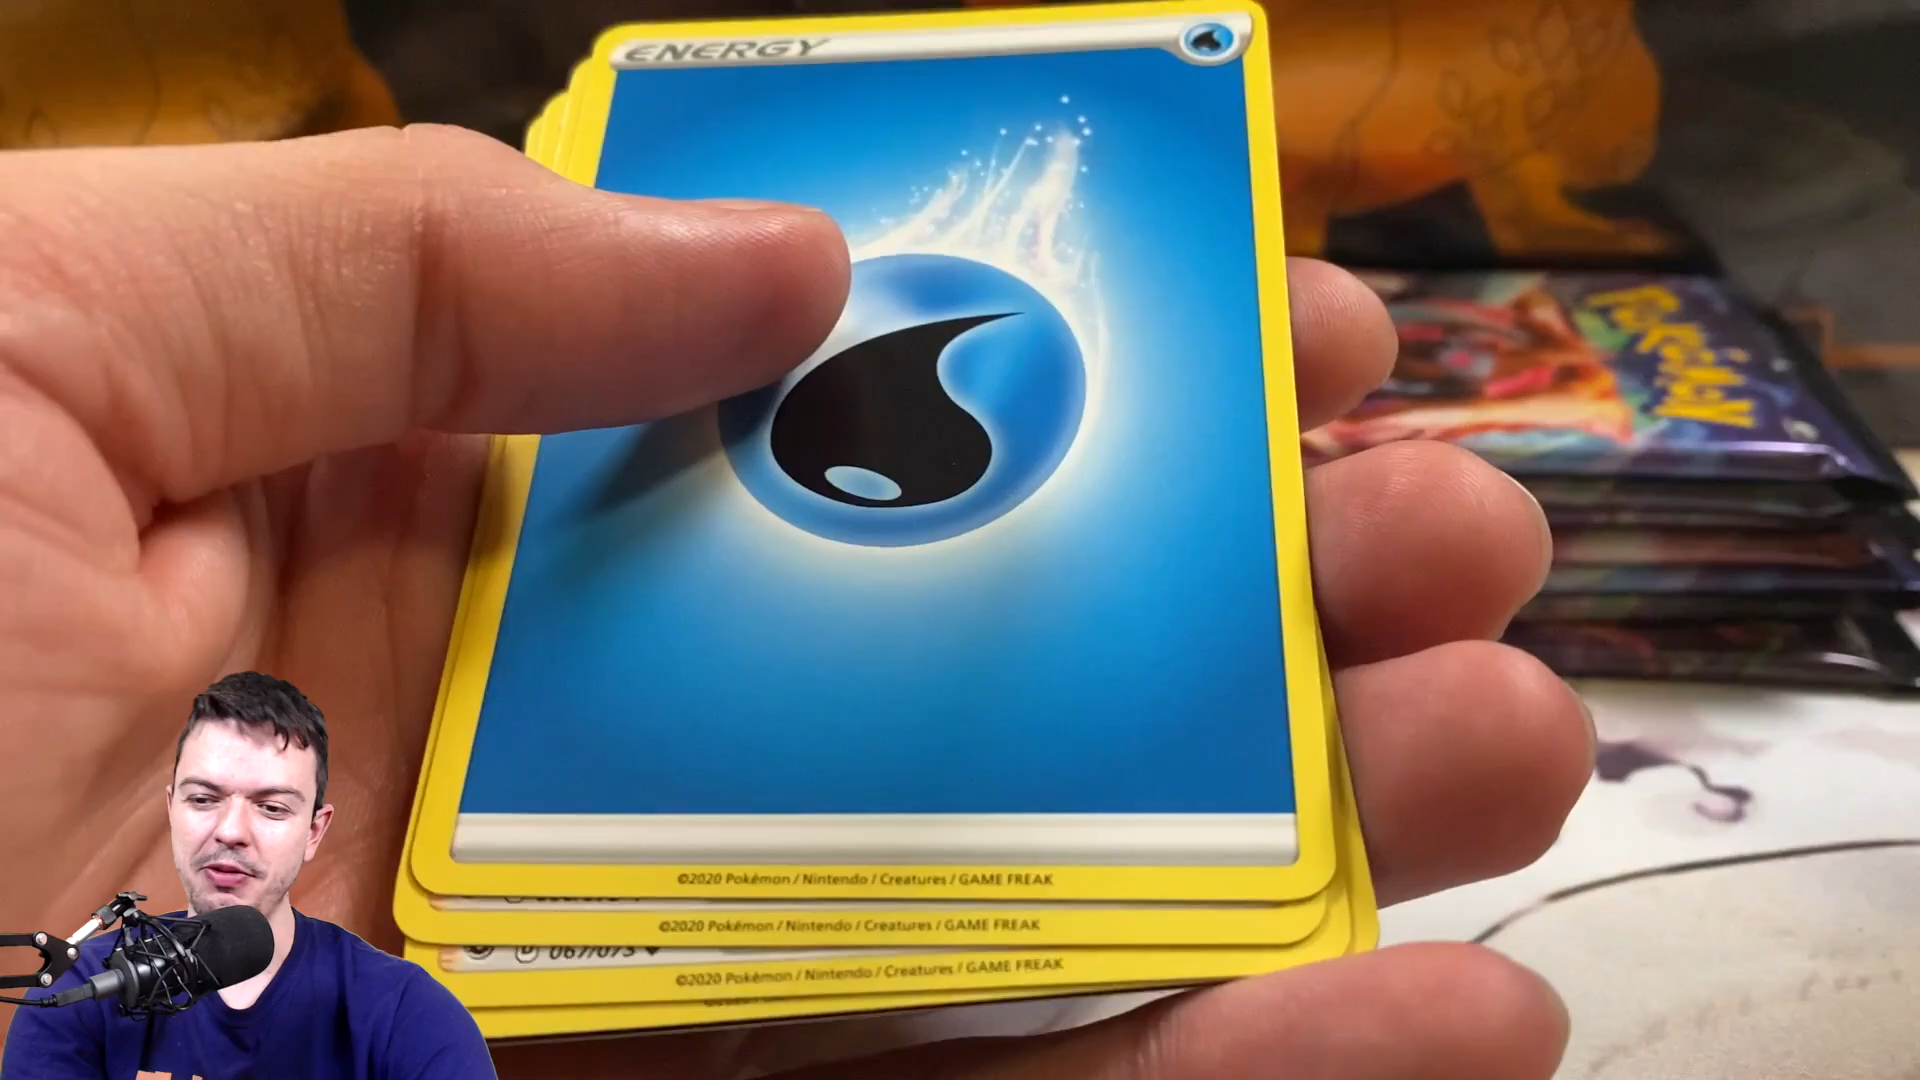 ENERGY
POKéMON
©2020 Pokémon / Nintendo / Creatures / GAME FREAK
©2020 Pokémon / Nintendo / Creatures / GAME FREAK
067/073
©2020 Pokémon / Nintendo / Creatures / GAME FREAK